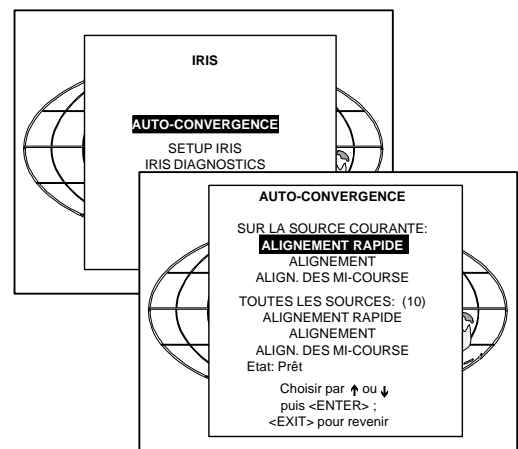 IRIS
AUTO-CONVERGENCE
SETUP IRIS
IRIS DIAGNOSTICS
AUTO-CONVERGENCE
SUR LA SOURCE COURANTE:
ALIGNEMENT RAPIDE
ALIGNEMENT
ALIGN. DES MI-COURSE
TOUTES LES SOURCES: (10)
ALIGNEMENT RAPIDE
ALIGNEMENT
ALIGN. DES MI-COURSE
Etat: Prêt
Choisir par ↑ ou ↓
puis <ENTER> ;
<EXIT> pour revenir